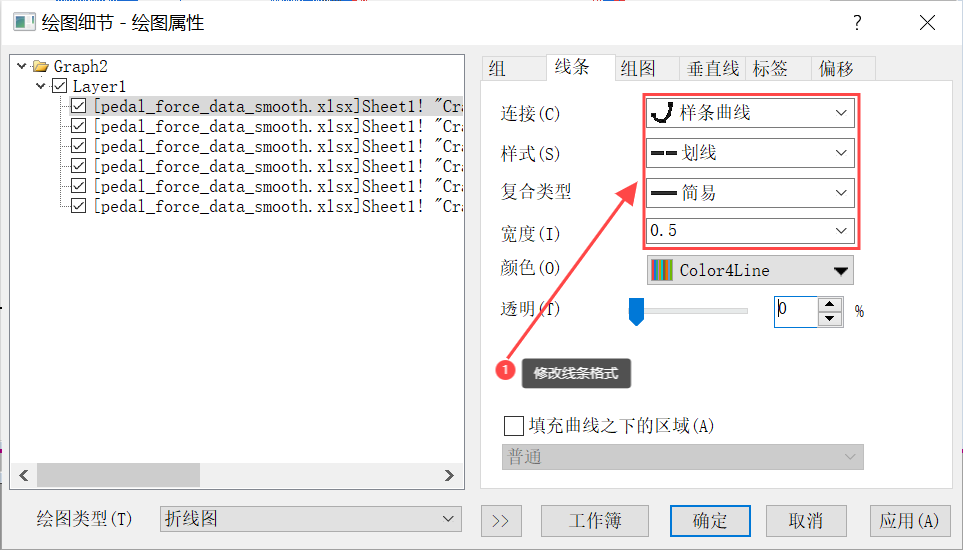 绘图细节 - 绘图属性
Graph2
Layer1
[pedal_force_data_smooth.xlsx]Sheet1! "Cra
[pedal_force_data_smooth.xlsx]Sheet1! "Cra
[pedal_force_data_smooth.xlsx]Sheet1! "Cra
[pedal_force_data_smooth.xlsx]Sheet1! "Cra
[pedal_force_data_smooth.xlsx]Sheet1! "Cra
[pedal_force_data_smooth.xlsx]Sheet1! "Cra
组 线条 组图 垂直线 标签 偏移
连接(C) 样条曲线
样式(S) 划线
复合类型 简易
宽度(I) 0.5
颜色(O) Color4Line
透明(T) 0 %
1 修改线条格式
填充曲线之下的区域(A)
普通
绘图类型(T) 折线图 >> 工作簿 确定 取消 应用(A)